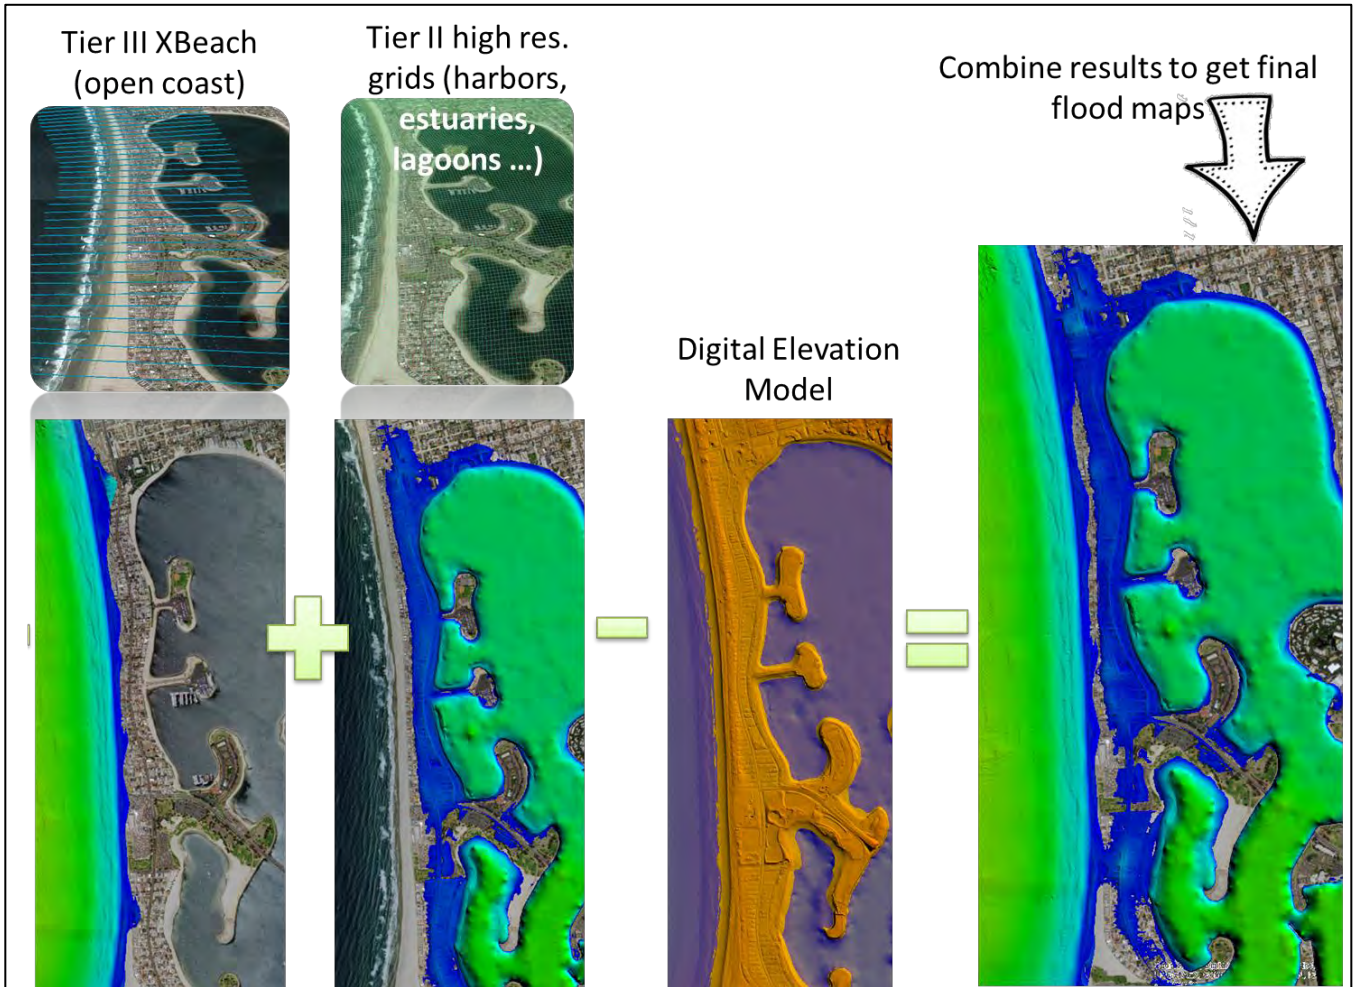 Tier III XBeach
(open coast)
Tier II high res.
grids (harbors,
estuaries,
lagoons ...)
Combine results to get final
flood maps
Digital Elevation
Model